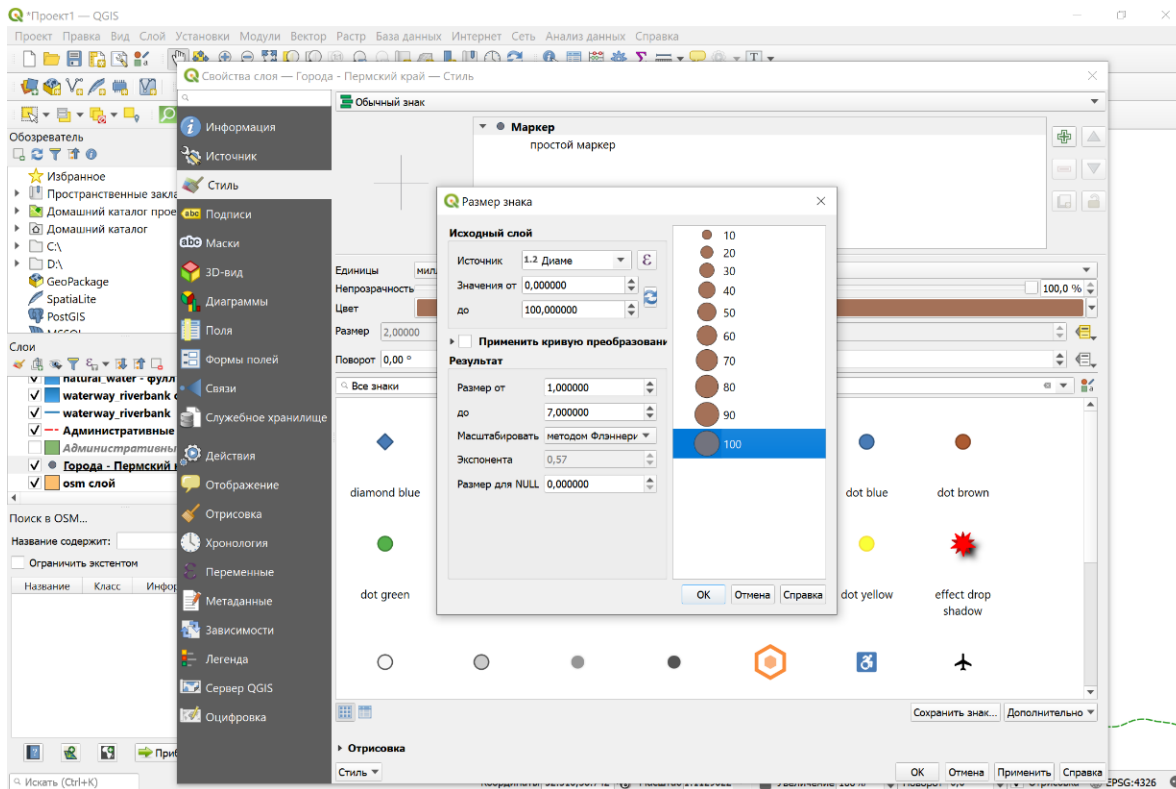 *Проект1 — QGIS
Проект Правка Вид Слой Установки Модули Вектор Растр База данных Интернет Сеть Анализ данных Справка
Свойства слоя — Города - Пермский край — Стиль
Обозреватель
Избранное
Пространственные закла
Домашний каталог прое
Домашний каталог
C:\
D:\
GeoPackage
SpatiaLite
PostGIS
Слои
natural_water - фулл
waterway_riverbank
waterway_riverbank
Административные
Административны
Города - Пермский
osm слой
Поиск в OSM...
Название содержит:
Ограничить экстентом
Название Класс Инфор
Искать (Ctrl+K)
Информация
Источник
Стиль
Подписи
Маски
3D-вид
Диаграммы
Поля
Формы полей
Связи
Служебное хранилище
Действия
Отображение
Отрисовка
Хронология
Переменные
Метаданные
Зависимости
Легенда
Сервер QGIS
Оцифровка
Обычный знак
Маркер
простой маркер
Единицы
Непрозрачность 100,0 %
Цвет
Размер 2,00000
Поворот 0,00 °
Все знаки
Размер знака
Исходный слой
Источник 1.2 Диаме
Значения от 0,000000
до 100,000000
Применить кривую преобразовани
Результат
Размер от 1,000000
до 7,000000
Масштабировать методом Флэннери
Экспонента 0,57
Размер для NULL 0,000000
10
20
30
40
50
60
70
80
90
100
OK Отмена Справка
diamond blue dot blue dot brown
dot green dot yellow effect drop
shadow
Сохранить знак... Дополнительно
Отрисовка
Стиль
OK Отмена Применить Справка
EPSG:4326